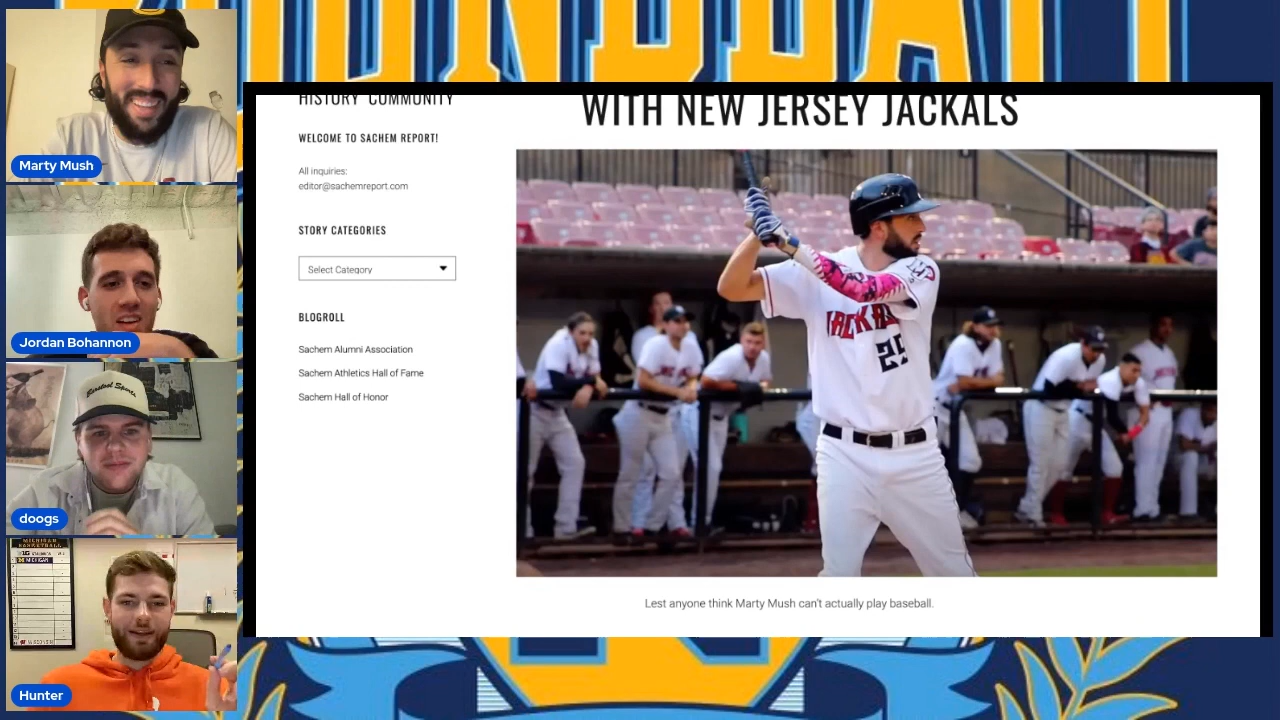 Marty Mush
Jordan Bohannon
Barstool Sports
doogs
MICHIGAN
BASKETBALL
MICHIGAN
Hunter
HISTORY COMMUNITY
WELCOME TO SACHEM REPORT!
All inquiries:
editor@sachemreport.com
STORY CATEGORIES
Select Category
BLOGROLL
Sachem Alumni Association
Sachem Athletics Hall of Fame
Sachem Hall of Honor
WITH NEW JERSEY JACKALS
25
Lest anyone think Marty Mush can't actually play baseball.